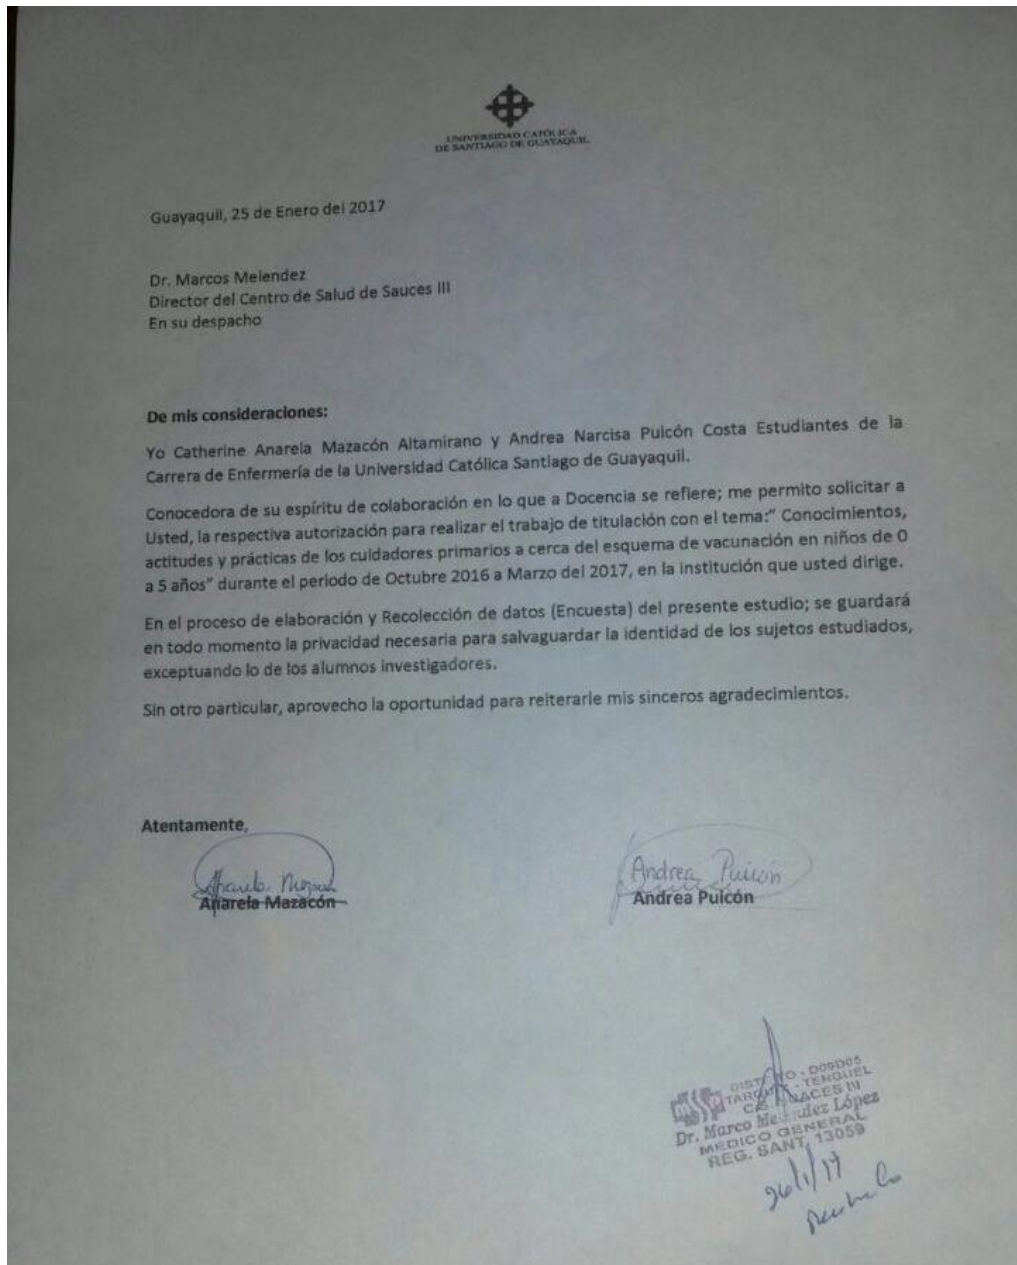 UNIVERSIDAD CATÓLICA
DE SANTIAGO DE GUAYAQUIL
Guayaquil, 25 de Enero del 2017
Dr. Marcos Melendez
Director del Centro de Salud de Sauces III
En su despacho
De mis consideraciones:
Yo Catherine Anarela Mazacón Altamirano y Andrea Narcisa Puicón Costa Estudiantes de la
Carrera de Enfermería de la Universidad Católica Santiago de Guayaquil.
Conocedora de su espíritu de colaboración en lo que a Docencia se refiere; me permito solicitar a
Usted, la respectiva autorización para realizar el trabajo de titulación con el tema:" Conocimientos,
actitudes y prácticas de los cuidadores primarios a cerca del esquema de vacunación en niños de 0
a 5 años" durante el periodo de Octubre 2016 a Marzo del 2017, en la institución que usted dirige.
En el proceso de elaboración y Recolección de datos (Encuesta) del presente estudio; se guardará
en todo momento la privacidad necesaria para salvaguardar la identidad de los sujetos estudiados,
exceptuando lo de los alumnos investigadores.
Sin otro particular, aprovecho la oportunidad para reiterarle mis sinceros agradecimientos.
Atentamente,
Andrea Puicón
Anarela Mazacón
Andrea Puicón
D09D05
TENGUEL
SAUCES III
Dr. Marco López
MEDICO GENERAL
REG. SANT. 13059
26/1/17